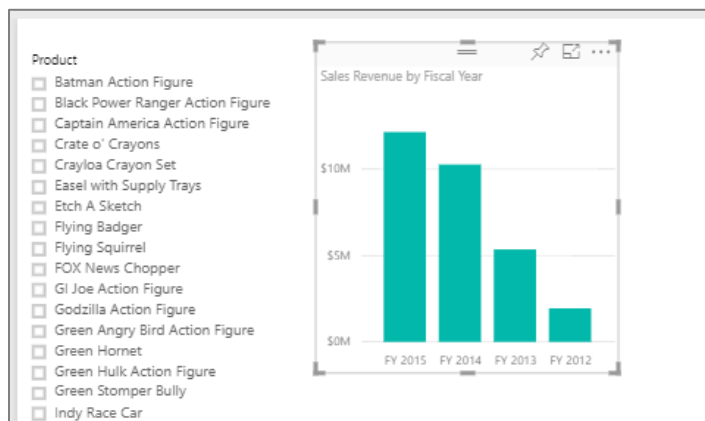 Product
Batman Action Figure
Black Power Ranger Action Figure
Captain America Action Figure
Crate o' Crayons
Crayloa Crayon Set
Easel with Supply Trays
Etch A Sketch
Flying Badger
Flying Squirrel
FOX News Chopper
GI Joe Action Figure
Godzilla Action Figure
Green Angry Bird Action Figure
Green Hornet
Green Hulk Action Figure
Green Stomper Bully
Indy Race Car
Sales Revenue by Fiscal Year
$10M
$5M
$0M
FY 2015 FY 2014 FY 2013 FY 2012